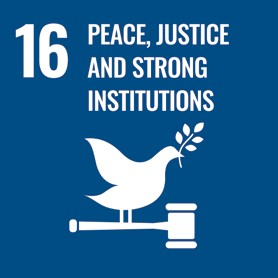 16 PEACE, JUSTICE
AND STRONG
INSTITUTIONS